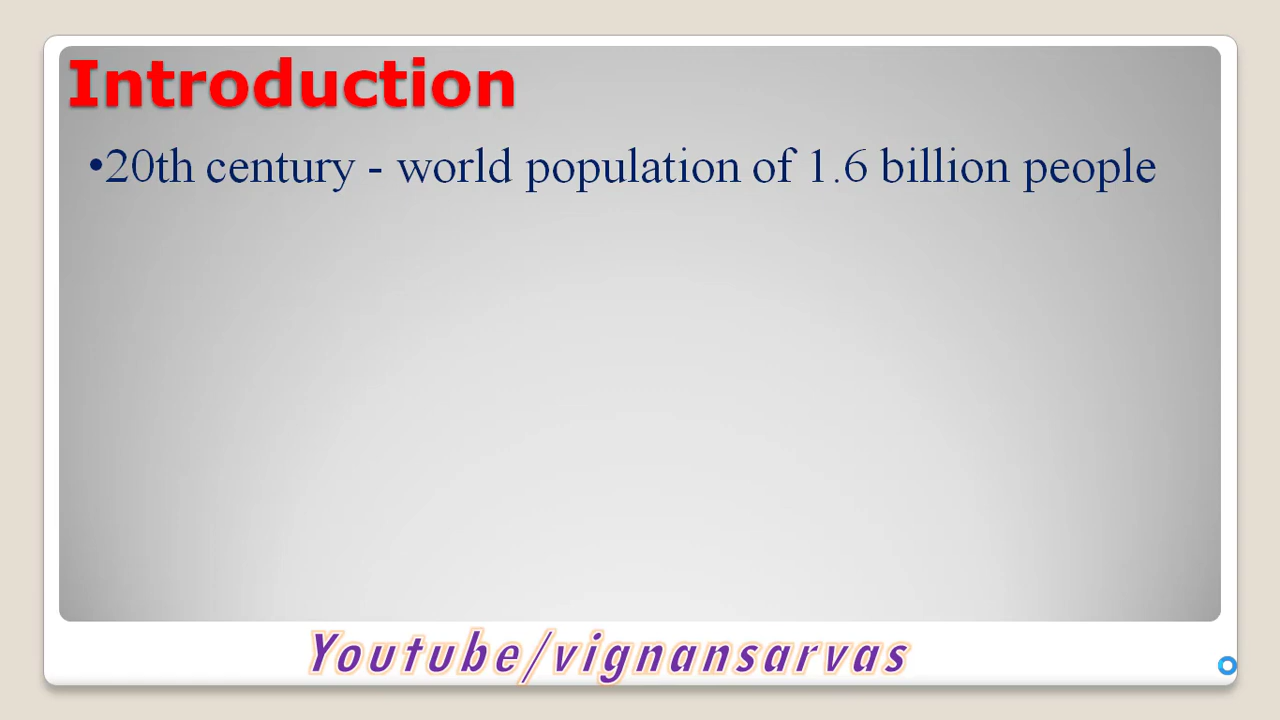 Introduction
•20th century - world population of 1.6 billion people
Youtube/vignansarvas